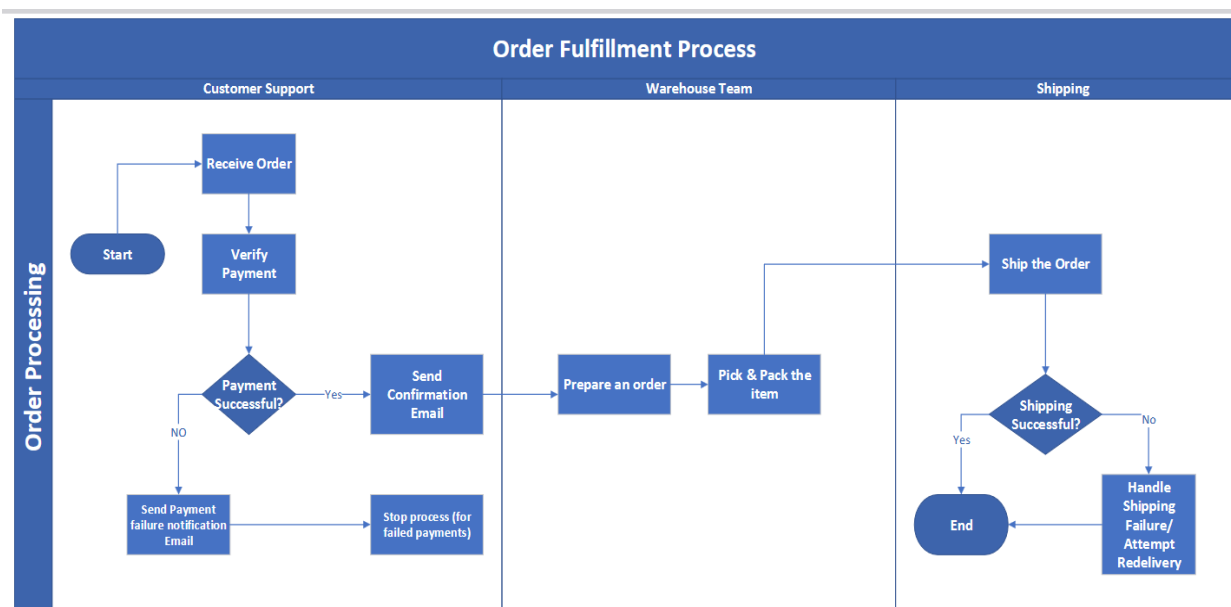 Order Fulfillment Process
Customer Support
Warehouse Team
Shipping
Order Processing
Receive Order
Start
Verify
Payment
Payment
Successful?
Yes
NO
Send
Confirmation
Email
Send Payment
failure notification
Email
Stop process (for
failed payments)
Prepare an order
Pick & Pack the
item
Ship the Order
Shipping
Successful?
Yes
No
End
Handle
Shipping
Failure/
Attempt
Redelivery